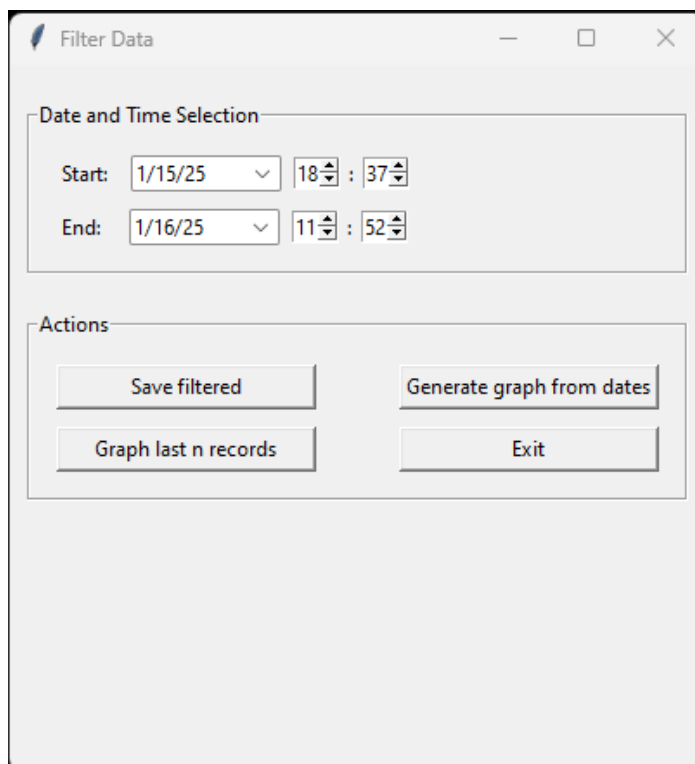 Filter Data
Date and Time Selection
Start: 1/15/25 18 : 37
End: 1/16/25 11 : 52
Actions
Save filtered Generate graph from dates
Graph last n records Exit